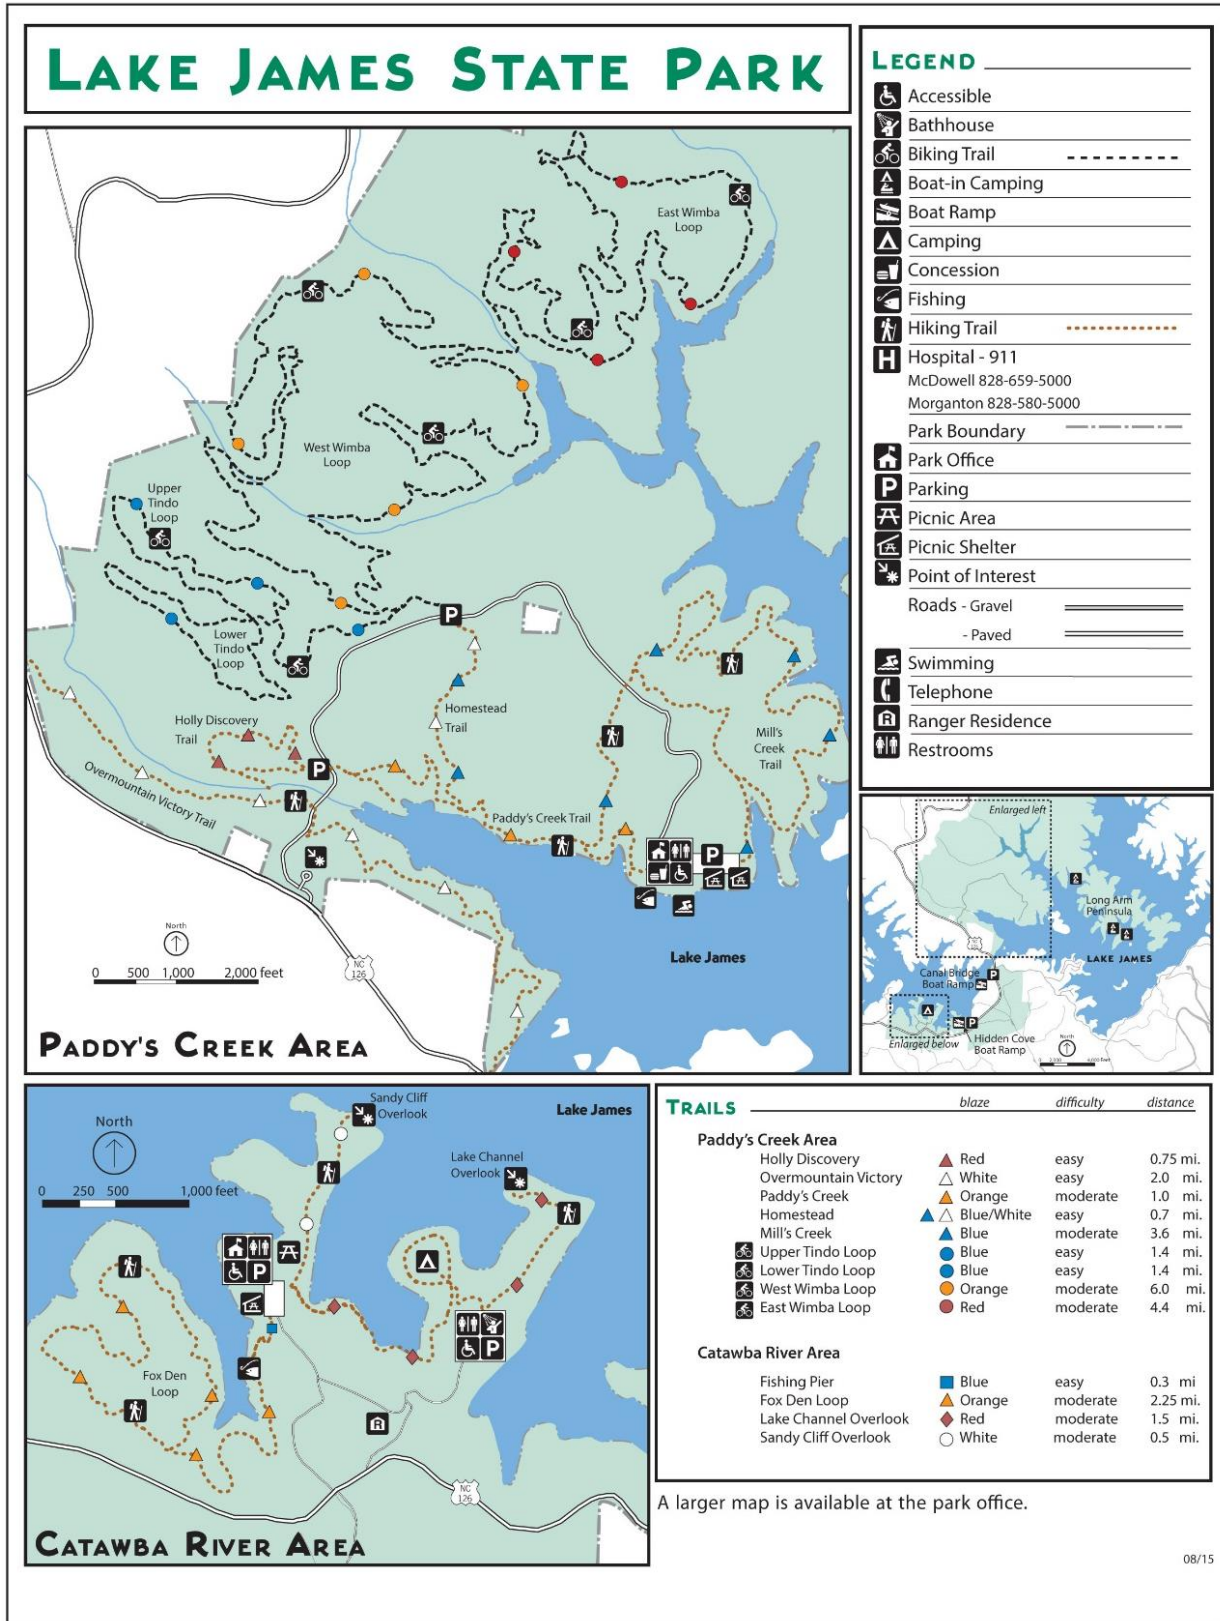 LAKE JAMES STATE PARK
LEGEND
Accessible
Bathhouse
Biking Trail
Boat-in Camping
Boat Ramp
Camping
Concession
Fishing
Hiking Trail
H Hospital - 911
McDowell 828-659-5000
Morganton 828-580-5000
Park Boundary
Park Office
P Parking
Picnic Area
Picnic Shelter
Point of Interest
Roads - Gravel
- Paved
Swimming
Telephone
R Ranger Residence
Restrooms
East Wimba
Loop
West Wimba
Loop
Upper
Tindo
Loop
Lower
Tindo
Loop
P
Homestead
Trail
Holly Discovery
Trail
P
Mill's
Creek
Trail
Overmountain Victory Trail
Paddy's Creek Trail
P
North
0 500 1,000 2,000 feet
NC
126
Lake James
PADDY'S CREEK AREA
Enlarged left
Long Arm
Peninsula
LAKE JAMES
Canal Bridge
Boat Ramp
P
P
Enlarged below
Hidden Cove
Boat Ramp
North
Sandy Cliff
Overlook
Lake James
North
Lake Channel
Overlook
0 250 500 1,000 feet
P
P
Fox Den
Loop
R
NC
126
CATAWBA RIVER AREA
TRAILS blaze difficulty distance
Paddy's Creek Area
Holly Discovery Red easy 0.75 mi.
Overmountain Victory White easy 2.0 mi.
Paddy's Creek Orange moderate 1.0 mi.
Homestead Blue/White easy 0.7 mi.
Mill's Creek Blue moderate 3.6 mi.
Upper Tindo Loop Blue easy 1.4 mi.
Lower Tindo Loop Blue easy 1.4 mi.
West Wimba Loop Orange moderate 6.0 mi.
East Wimba Loop Red moderate 4.4 mi.
Catawba River Area
Fishing Pier Blue easy 0.3 mi
Fox Den Loop Orange moderate 2.25 mi.
Lake Channel Overlook Red moderate 1.5 mi.
Sandy Cliff Overlook White moderate 0.5 mi.
A larger map is available at the park office.
08/15